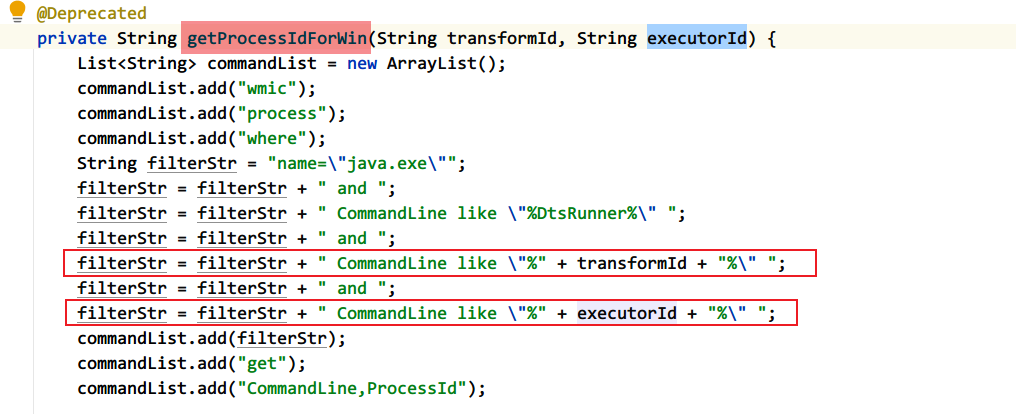 @Deprecated
private String getProcessIdForWin(String transformId, String executorId) {
List<String> commandList = new ArrayList();
commandList.add("wmic");
commandList.add("process");
commandList.add("where");
String filterStr = "name=\"java.exe\"";
filterStr = filterStr + " and ";
filterStr = filterStr + " CommandLine like \"%DtsRunner%\" ";
filterStr = filterStr + " and ";
filterStr = filterStr + " CommandLine like \"%" + transformId + "%\" ";
filterStr = filterStr + " and ";
filterStr = filterStr + " CommandLine like \"%" + executorId + "%\" ";
commandList.add(filterStr);
commandList.add("get");
commandList.add("CommandLine,ProcessId");